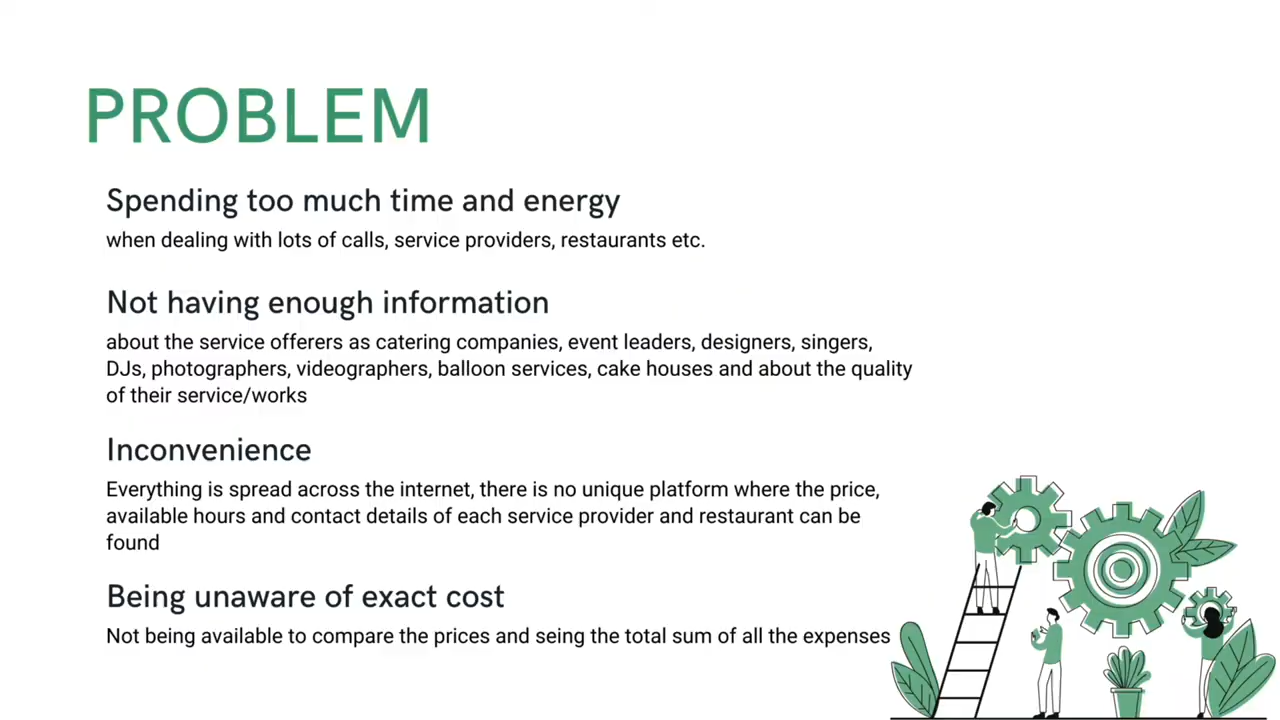 PROBLEM
Spending too much time and energy
when dealing with lots of calls, service providers, restaurants etc.
Not having enough information
about the service offerers as catering companies, event leaders, designers, singers,
DJs, photographers, videographers, balloon services, cake houses and about the quality
of their service/works
Inconvenience
Everything is spread across the internet, there is no unique platform where the price,
available hours and contact details of each service provider and restaurant can be
found
Being unaware of exact cost
Not being available to compare the prices and seing the total sum of all the expenses